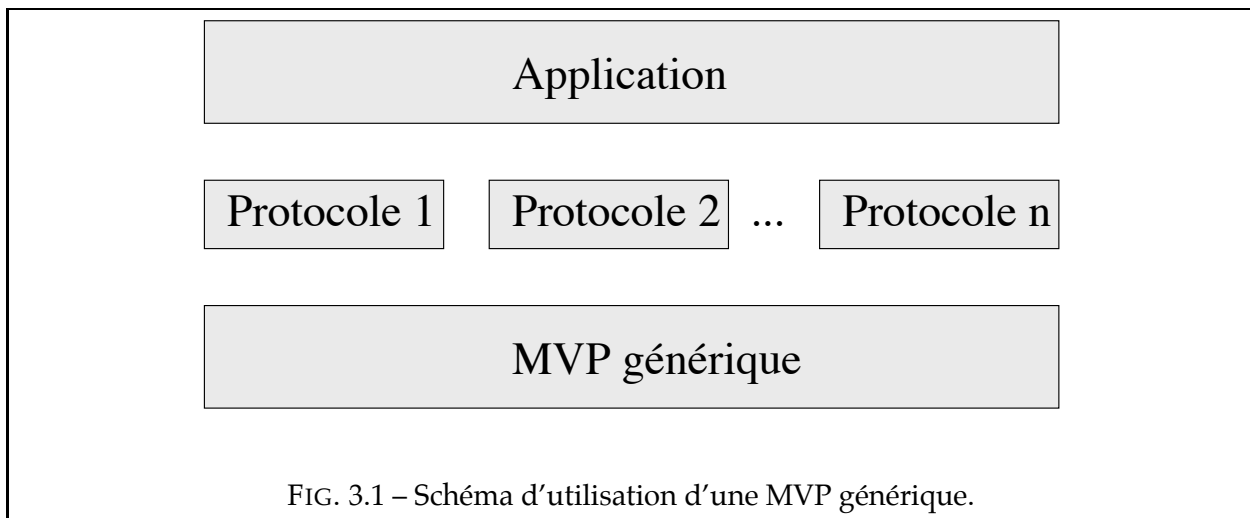 Application
Protocole 1 Protocole 2 ... Protocole n
MVP générique
FIG. 3.1 – Schéma d'utilisation d'une MVP générique.